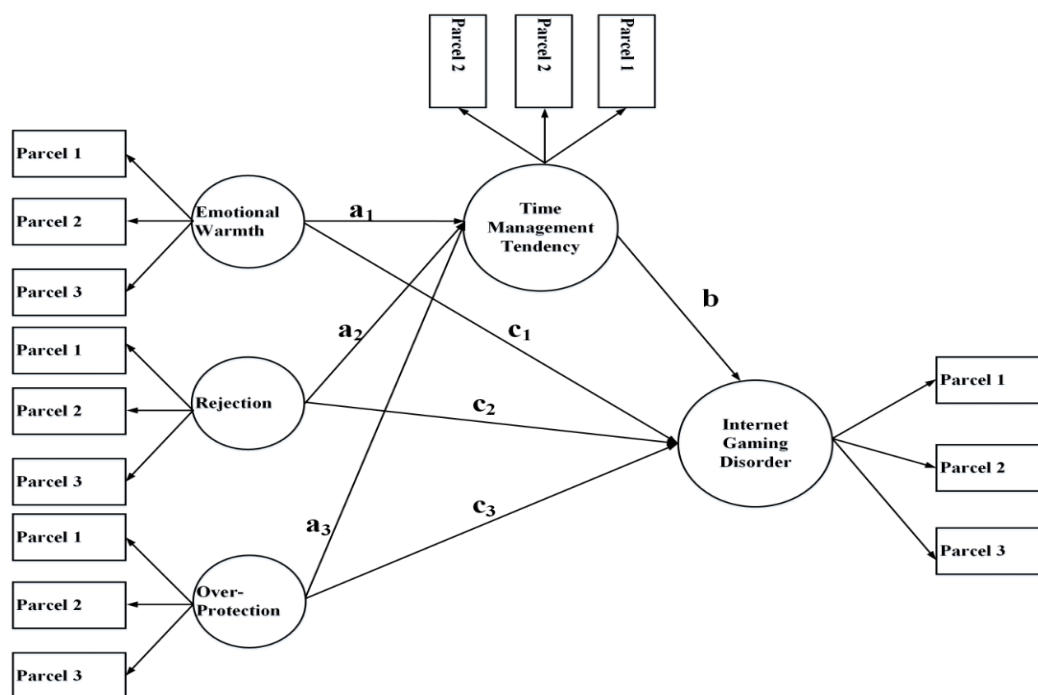 Parcel 2
Parcel 2
Parcel 1
Parcel 1
Parcel 2
Parcel 3
Emotional
Warmth
a1
Time
Management
Tendency
b
Parcel 1
Parcel 2
Parcel 3
Rejection
a2
c1
c2
Internet
Gaming
Disorder
Parcel 1
Parcel 2
Parcel 3
Parcel 1
Parcel 2
Parcel 3
Over-
Protection
a3
c3